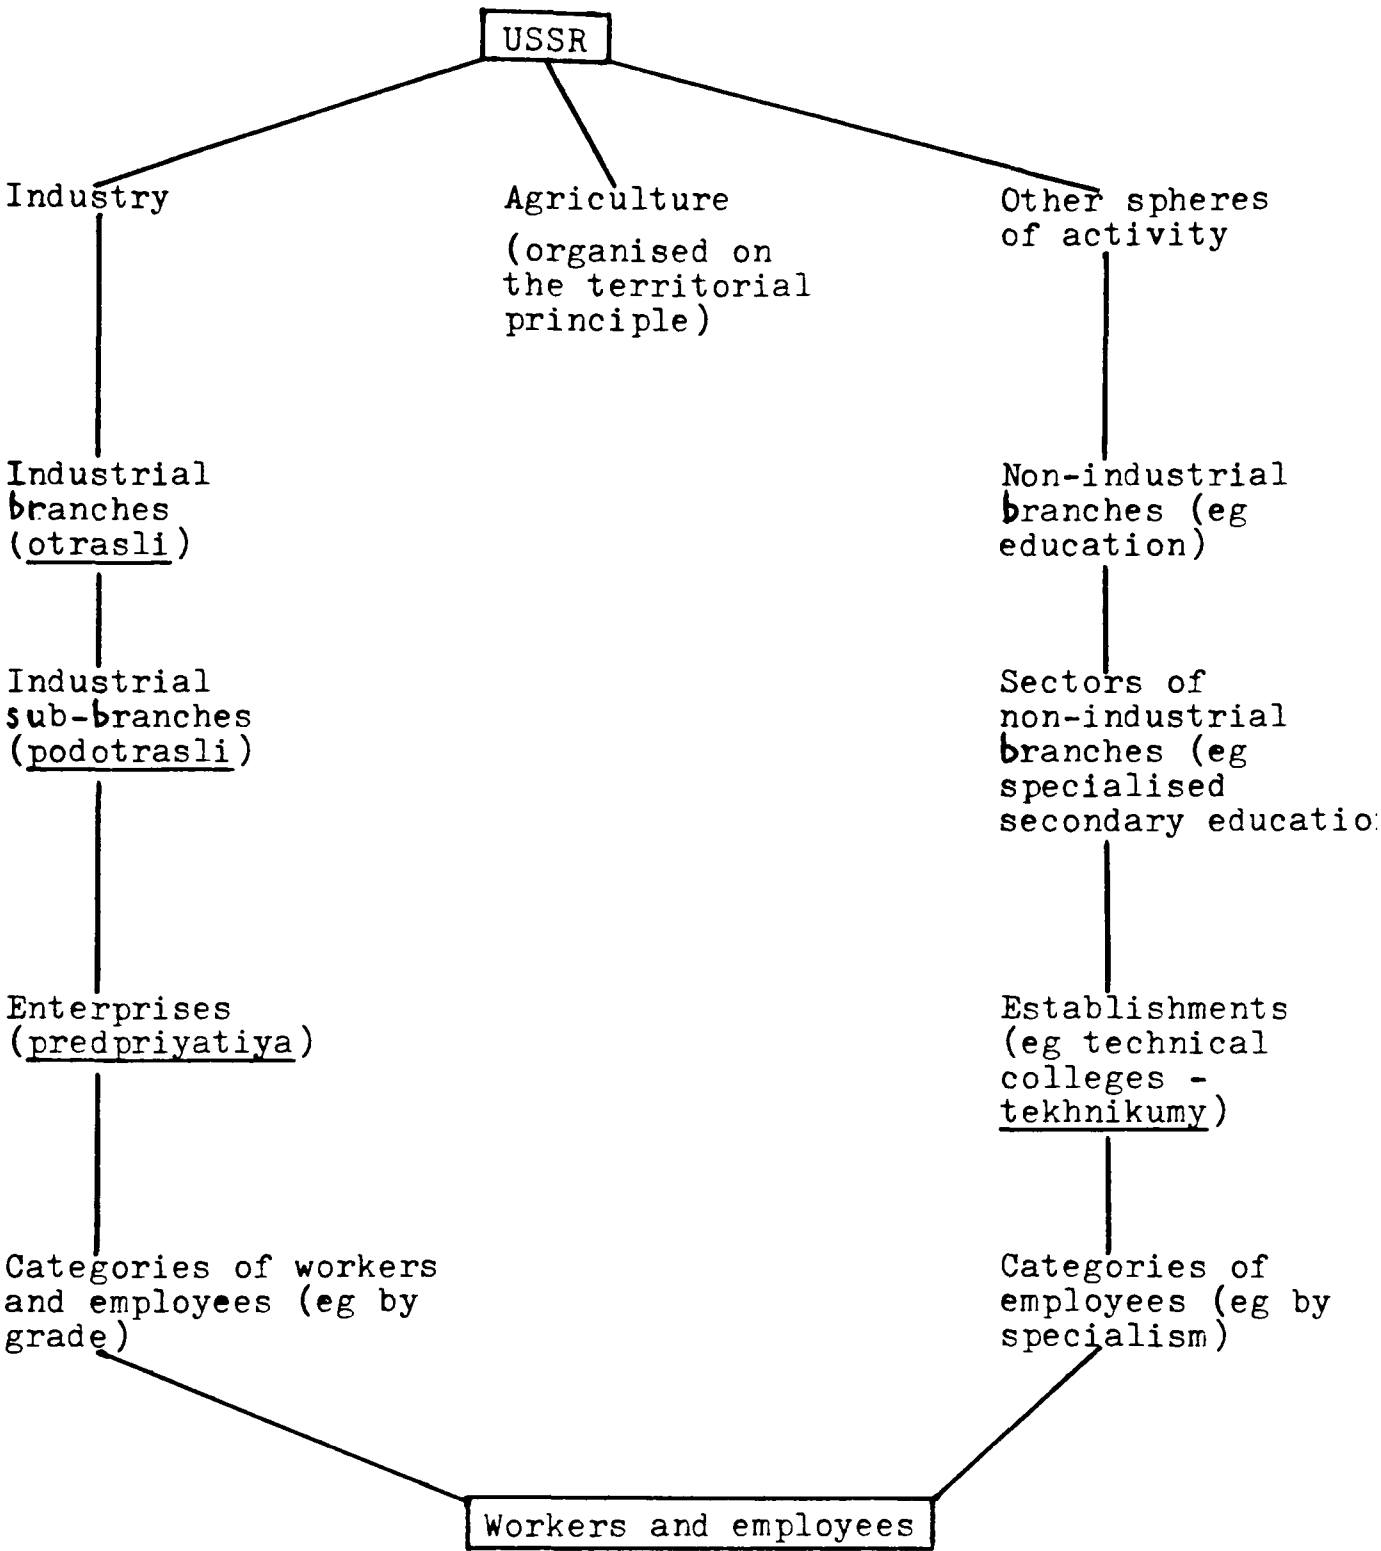 USSR
Industry
Agriculture
(organised on
the territorial
principle)
Other spheres
of activity
Industrial
branches
(otrasli)
Non-industrial
branches (eg
education)
Industrial
sub-branches
(podotrasli)
Sectors of
non-industrial
branches (eg
specialised
secondary
Enterprises
(predpriyatiya)
Establishments
(eg technical
colleges -
tekhnikumy)
Categories of workers
and employees (eg by
grade)
Categories of
employees (eg by
specialism)
Workers and employees